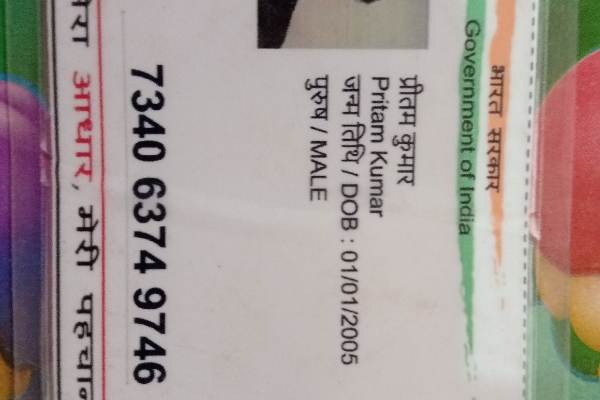 भारत सरकार
Government of India
प्रीतम कुमार
Pritam Kumar
जन्म तिथि / DOB : 01/01/2005
पुरुष / MALE
7340 6374 9746
आधार, मेरी पहचान